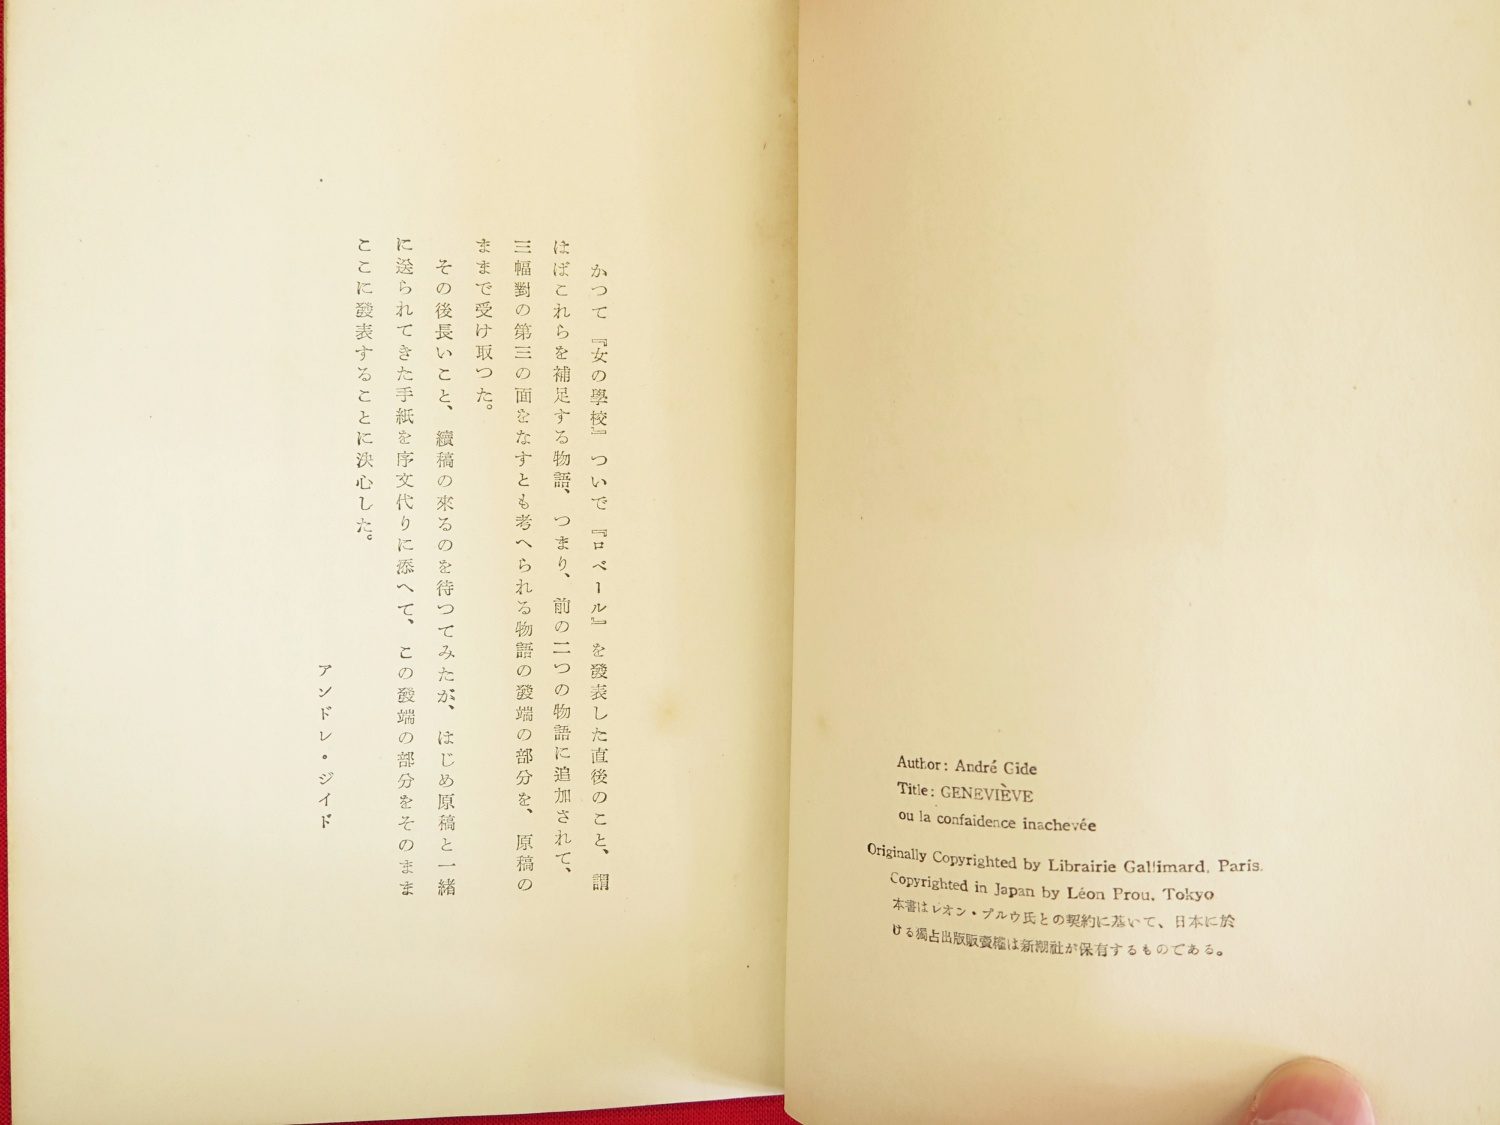 Author: André Gide
Title: GENEVIÈVE
ou la confaidence inachevée
Originally Copyrighted by Librairie Gallimard, Paris.
Copyrighted in Japan by Léon Prou, Tokyo
本書はレオン・プルウ氏との契約に基いて、日本に於
ける獨占出版販賣權は新潮社が保有するものである。
かつて『女の學校』ついで『ロベール』を發表した直後のこと、謂
はばこれらを補足する物語、つまり、前の二つの物語に追加されて、
三幅對の第三の面をなすとも考へられる物語の發端の部分を、原稿の
ままで受け取つた。
その後長いこと、續稿の來るのを待つてみたが、はじめ原稿と一緒
に送られてきた手紙を序文代りに添へて、この發端の部分をそのまま
ここに發表することに決心した。
アンドレ・ジイド